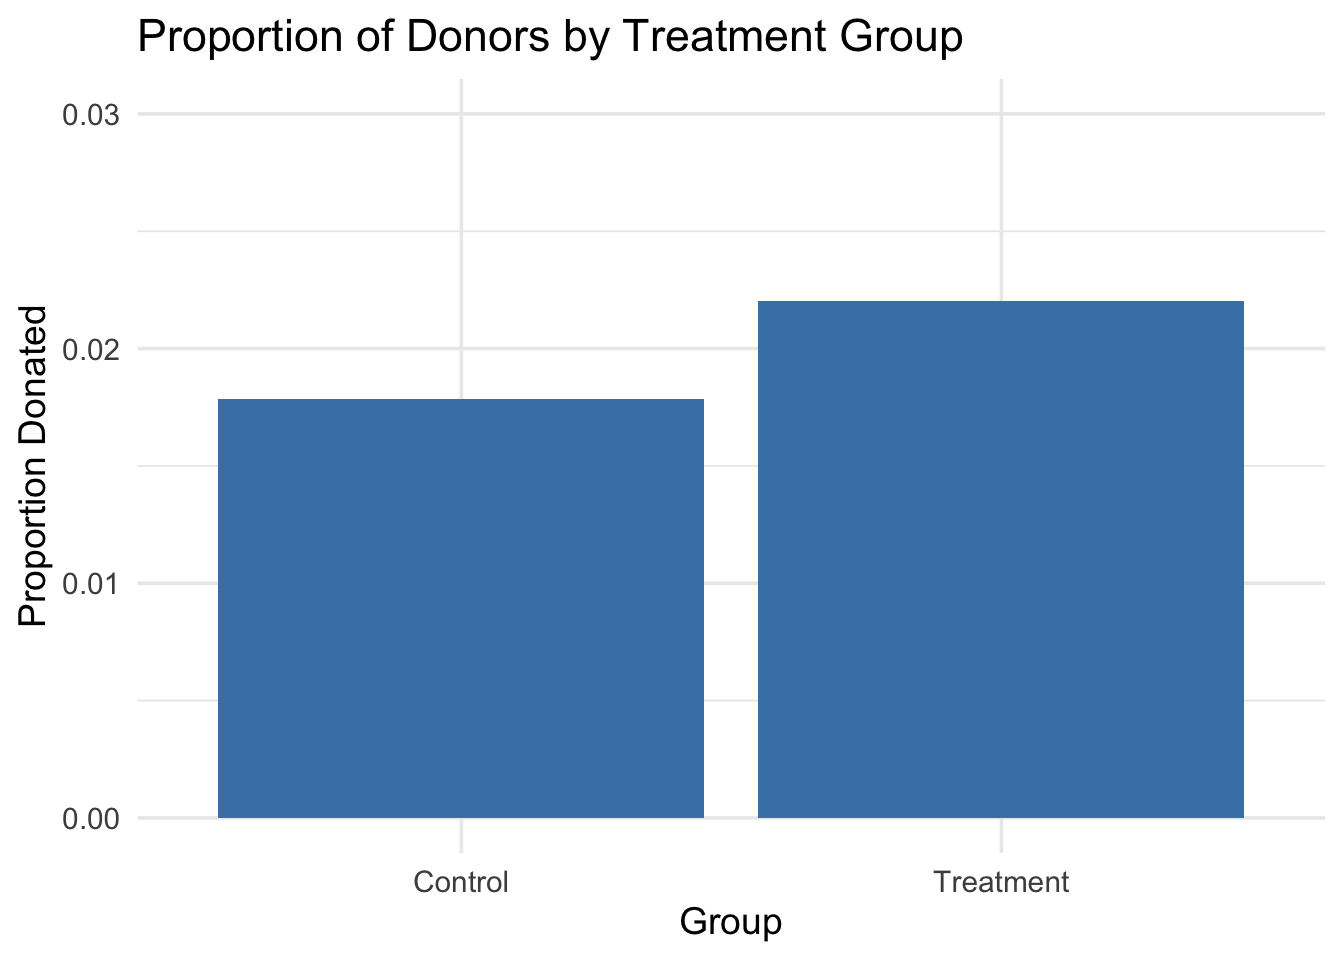 Proportion of Donors by Treatment Group
Proportion Donated
0.03
0.02
0.01
0.00
Control
Treatment
Group